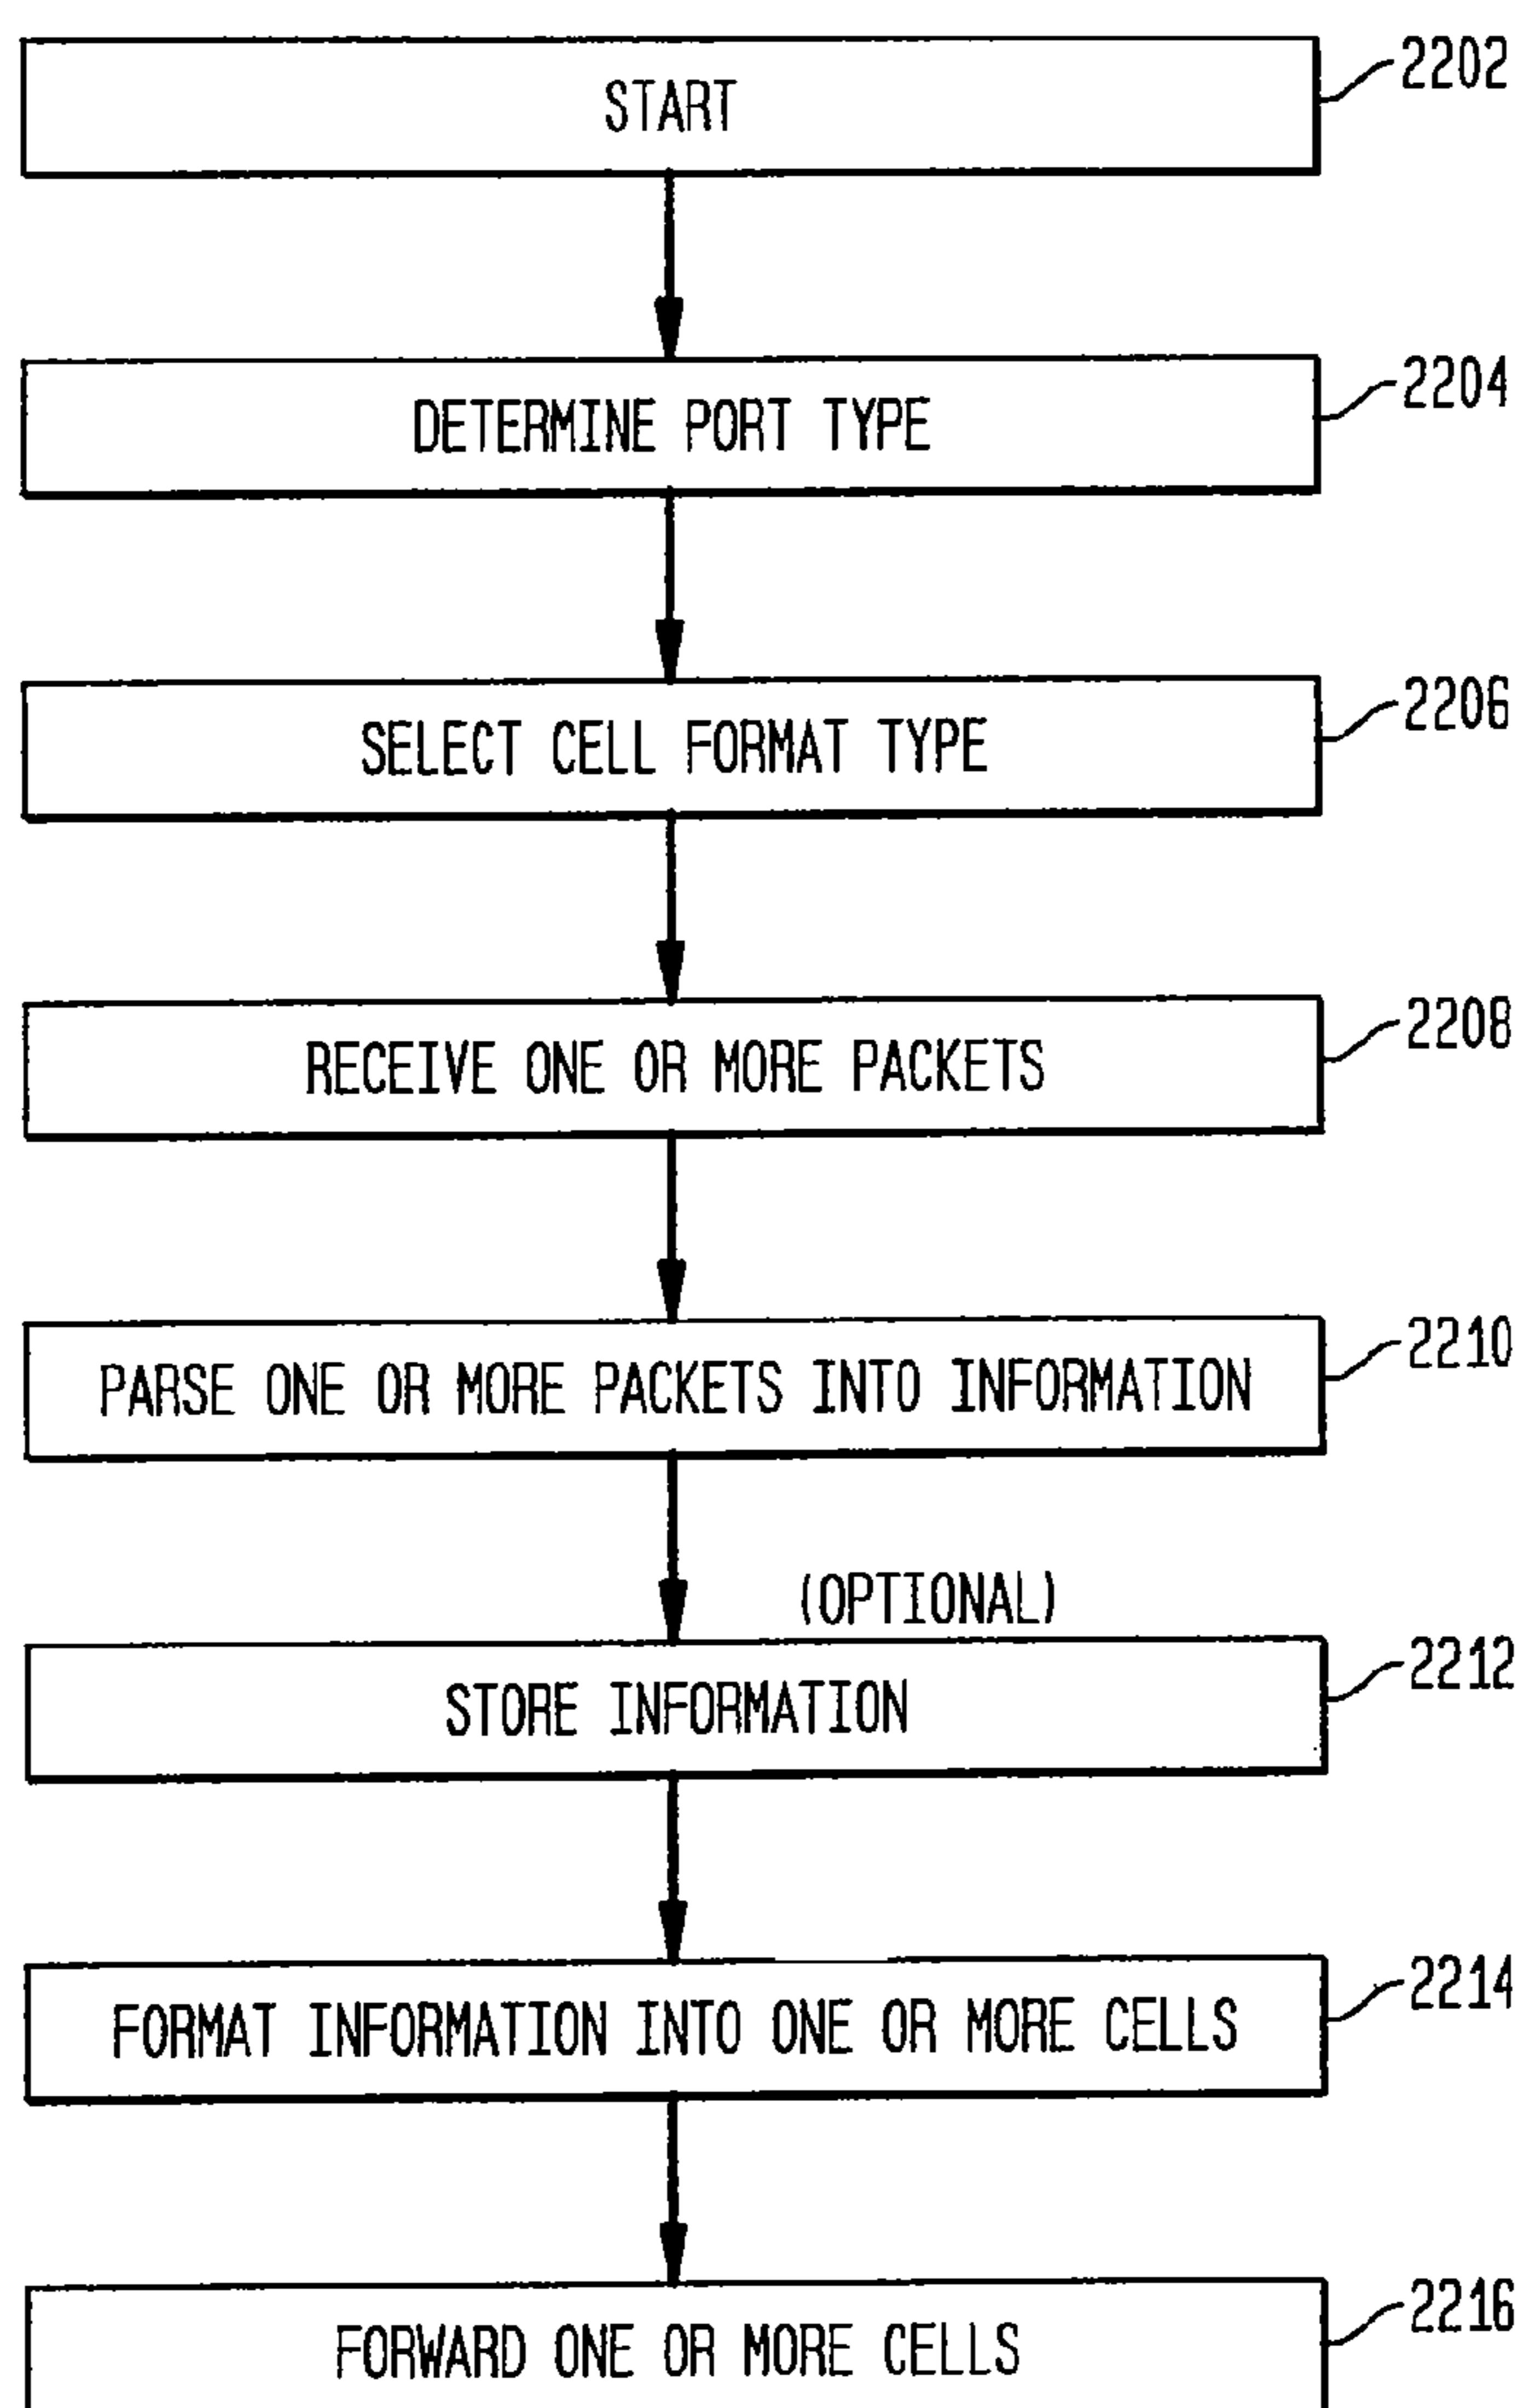 START
2202
DETERMINE PORT TYPE
2204
SELECT CELL FORMAT TYPE
2206
RECEIVE ONE OR MORE PACKETS
2208
PARSE ONE OR MORE PACKETS INTO INFORMATION
2210
(OPTIONAL)
STORE INFORMATION
2212
FORMAT INFORMATION INTO ONE OR MORE CELLS
2214
FORWARD ONE OR MORE CELLS
2216